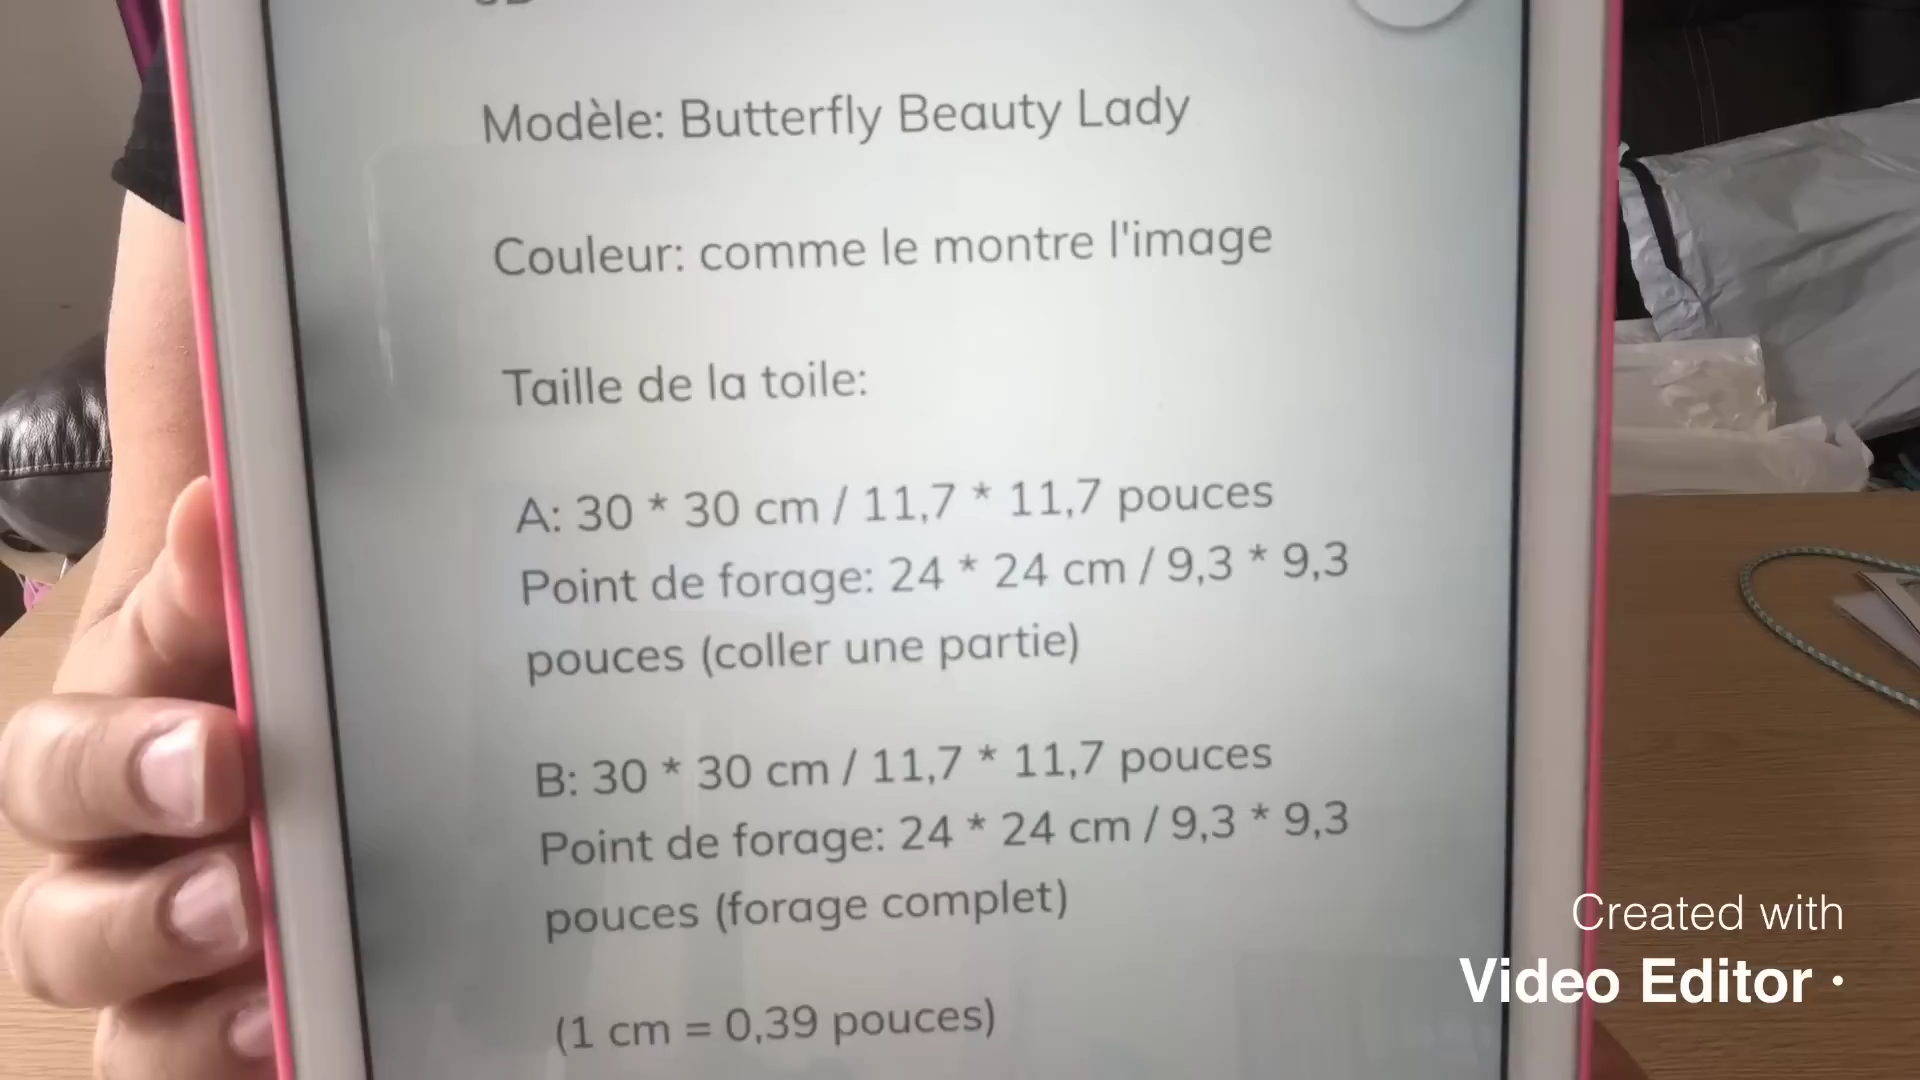 Modèle: Butterfly Beauty Lady
Couleur: comme le montre l'image
Taille de la toile:
A: 30 * 30 cm / 11,7 * 11,7 pouces
Point de forage: 24 * 24 cm / 9,3 * 9,3
pouces (coller une partie)
B: 30 * 30 cm / 11,7 * 11,7 pouces
Point de forage: 24 * 24 cm / 9,3 * 9,3
pouces (forage complet)
(1 cm = 0,39 pouces)
Created with
Video Editor •